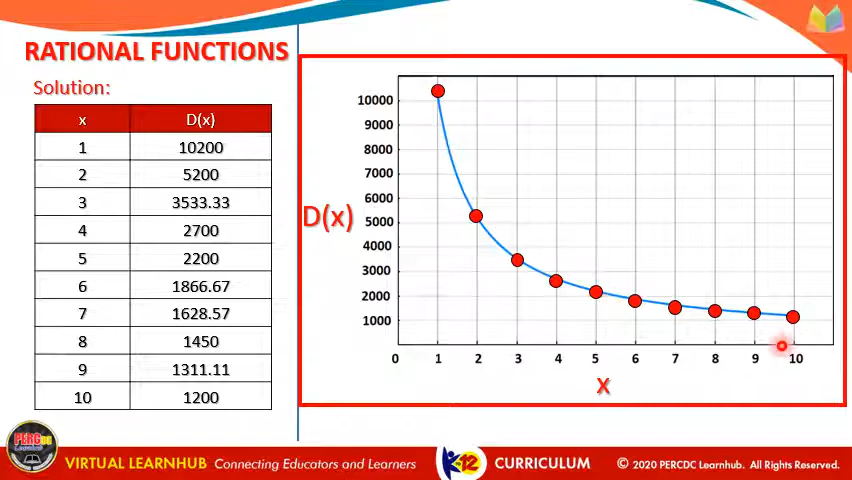 RATIONAL FUNCTIONS
Solution:
x D(x)
1 10200
2 5200
3 3533.33
4 2700
5 2200
6 1866.67
7 1628.57
8 1450
9 1311.11
10 1200
10000
9000
8000
7000
6000
5000
4000
3000
2000
1000
D(x)
0 1 2 3 4 5 6 7 8 9 10
X
PERCDC
Learnhub
VIRTUAL LEARNHUB Connecting Educators and Learners
K to 12 CURRICULUM
© 2020 PERCDC Learnhub. All Rights Reserved.